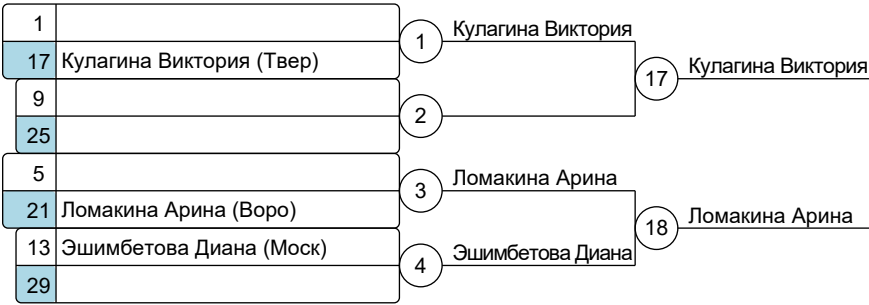 1
17 Кулагина Виктория (Твер)
1
Кулагина Виктория
17
Кулагина Виктория
9
25
2
5
21 Ломакина Арина (Воро)
3
Ломакина Арина
18
Ломакина Арина
13 Эшимбетова Диана (Моск)
29
4
Эшимбетова Диана